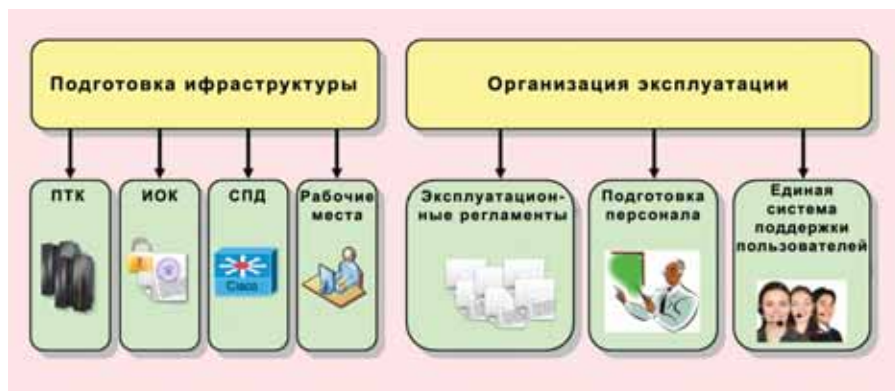 Подготовка ифраструктуры
Организация эксплуатации
ПТК
ИОК
СПД
Рабочие
места
Эксплуатацион-
ные регламенты
Подготовка
персонала
Единая
система
поддержки
пользователей
Cisco